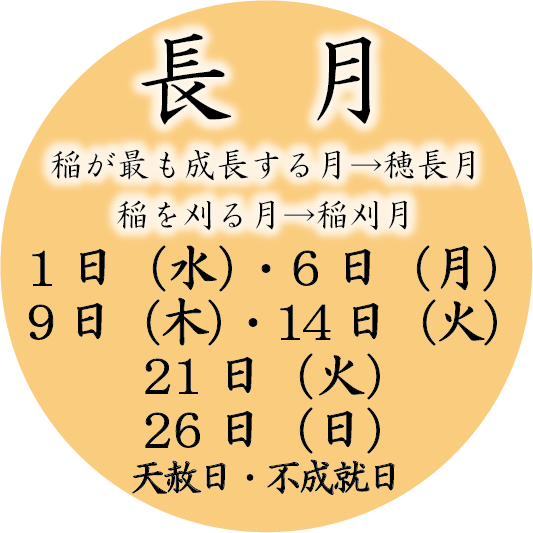 長 月
稲が最も成長する月→穂長月
稲を刈る月→稲刈月
1日（水）・6日（月）
9日（木）・14日（火）
21日（火）
26日（日）
天赦日・不成就日